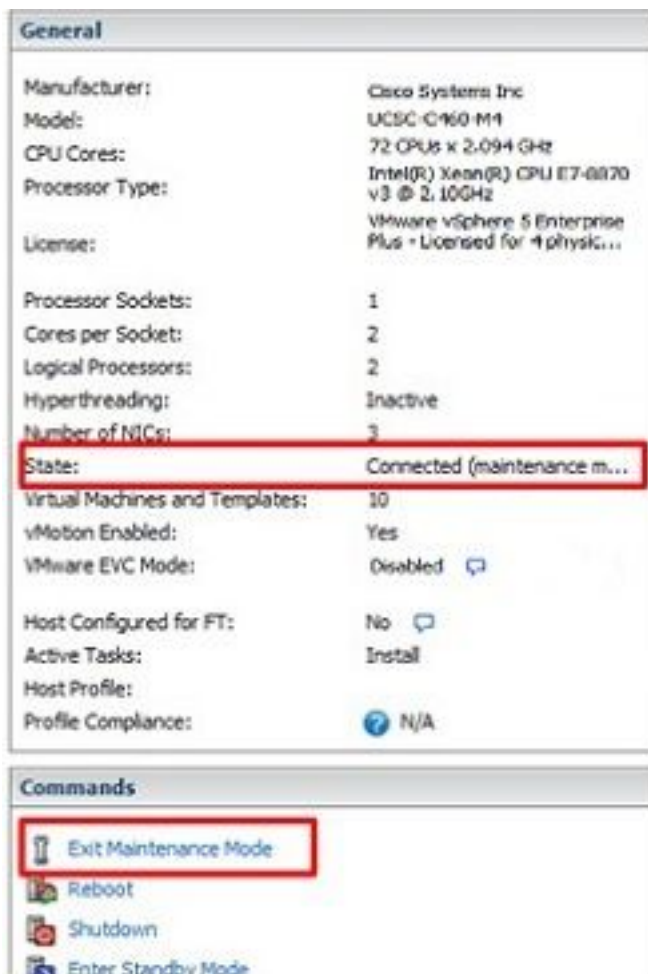 General
Manufacturer: Cisco Systems Inc
Model: UCSC-C460-M4
CPU Cores: 72 CPUs x 2.094 GHz
Processor Type: Intel(R) Xeon(R) CPU E7-8870
v3 @ 2.10GHz
License: VMware vSphere 5 Enterprise
Plus - Licensed for 4 physic...
Processor Sockets: 1
Cores per Socket: 2
Logical Processors: 2
Hyperthreading: Inactive
Number of NICs: 3
State: Connected (maintenance m...
Virtual Machines and Templates: 10
vMotion Enabled: Yes
VMware EVC Mode: Disabled
Host Configured for FT: No
Active Tasks: Install
Host Profile:
Profile Compliance: N/A
Commands
Exit Maintenance Mode
Reboot
Shutdown
Enter Standby Mode